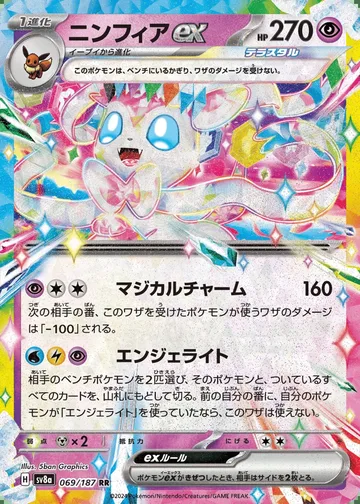 1進化
ニンフィアex
HP 270
イーブイから進化
テラスタル
このポケモンは、ベンチにいるかぎり、ワザのダメージを受けない。
マジカルチャーム 160
次の相手の番、このワザを受けたポケモンが使うワザのダメージ
は「-100」される。
エンジェライト
相手のベンチポケモンを2匹選び、そのポケモンと、ついているす
べてのカードを、山札にもどして切る。前の自分の番に、自分のポケ
モンが「エンジェライト」を使っていたなら、このワザは使えない。
弱点 ×2 抵抗力 にげる
exルール
ポケモンexがきぜつしたとき、相手はサイドを2枚とる。
Illus. 5ban Graphics
H sv8a 069/187 RR
©2024 Pokémon/Nintendo/Creatures/GAME FREAK.